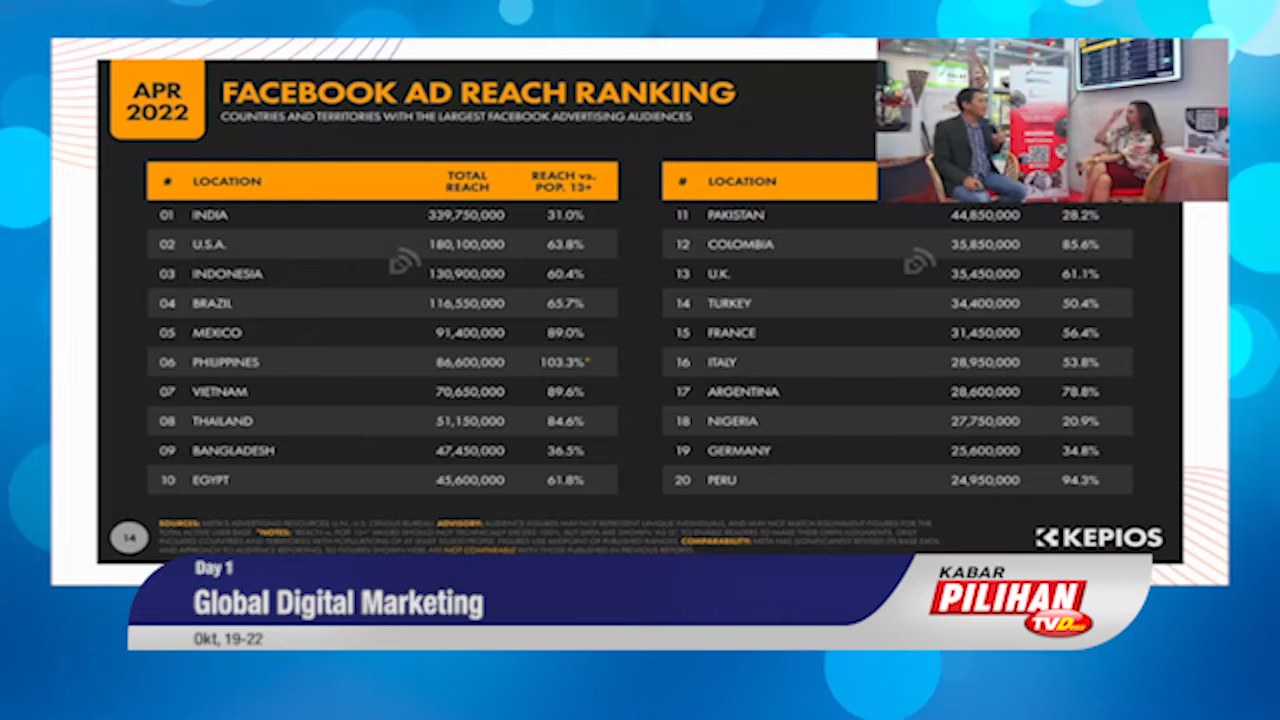 APR
2022
FACEBOOK AD REACH RANKING
COUNTRIES AND TERRITORIES WITH THE LARGEST FACEBOOK ADVERTISING AUDIENCES
# LOCATION TOTAL REACH REACH vs. POP. 13+
01 INDIA 339,750,000 31.0%
02 U.S.A. 180,100,000 63.8%
03 INDONESIA 130,900,000 60.4%
04 BRAZIL 116,550,000 65.7%
05 MEXICO 91,400,000 89.0%
06 PHILIPPINES 86,600,000 103.3%*
07 VIETNAM 70,650,000 89.6%
08 THAILAND 51,150,000 84.6%
09 BANGLADESH 47,450,000 36.5%
10 EGYPT 45,600,000 61.8%
# LOCATION
11 PAKISTAN 44,850,000 28.2%
12 COLOMBIA 35,850,000 85.6%
13 U.K. 35,450,000 61.1%
14 TURKEY 34,400,000 50.4%
15 FRANCE 31,450,000 56.4%
16 ITALY 28,950,000 53.8%
17 ARGENTINA 28,600,000 78.8%
18 NIGERIA 27,750,000 20.9%
19 GERMANY 25,600,000 34.8%
20 PERU 24,950,000 94.3%
14
KEPIOS
Day 1
Global Digital Marketing
Okt, 19-22
KABAR
PILIHAN
TVD